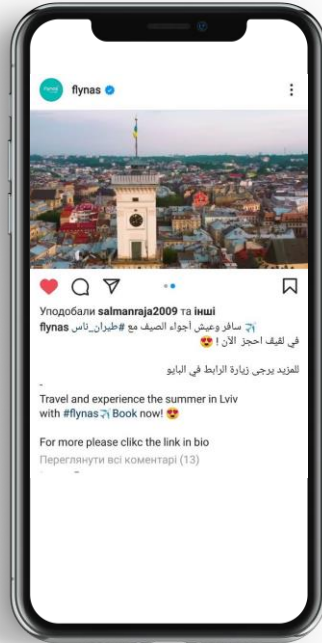 flynas
Уподобали salmanraja2009 та інші
flynas سافر وعيش أجواء الصيف مع #طيران_ناس ✈️
في لڤيف احجز الآن ! 😍
للمزيد يرجى زيارة الرابط في البايو
-
Travel and experience the summer in Lviv
with #flynas ✈️ Book now! 😍
For more please clikc the link in bio
Переглянути всі коментарі (13)